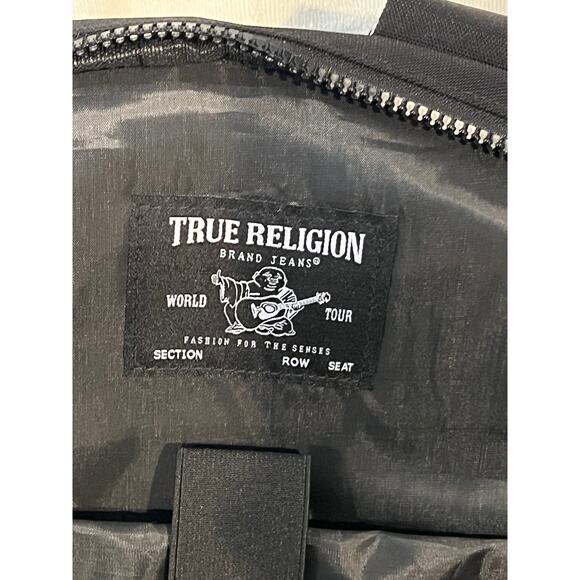 TRUE RELIGION
BRAND JEANS®
WORLD TOUR
FASHION FOR THE SENSES
SECTION ROW SEAT